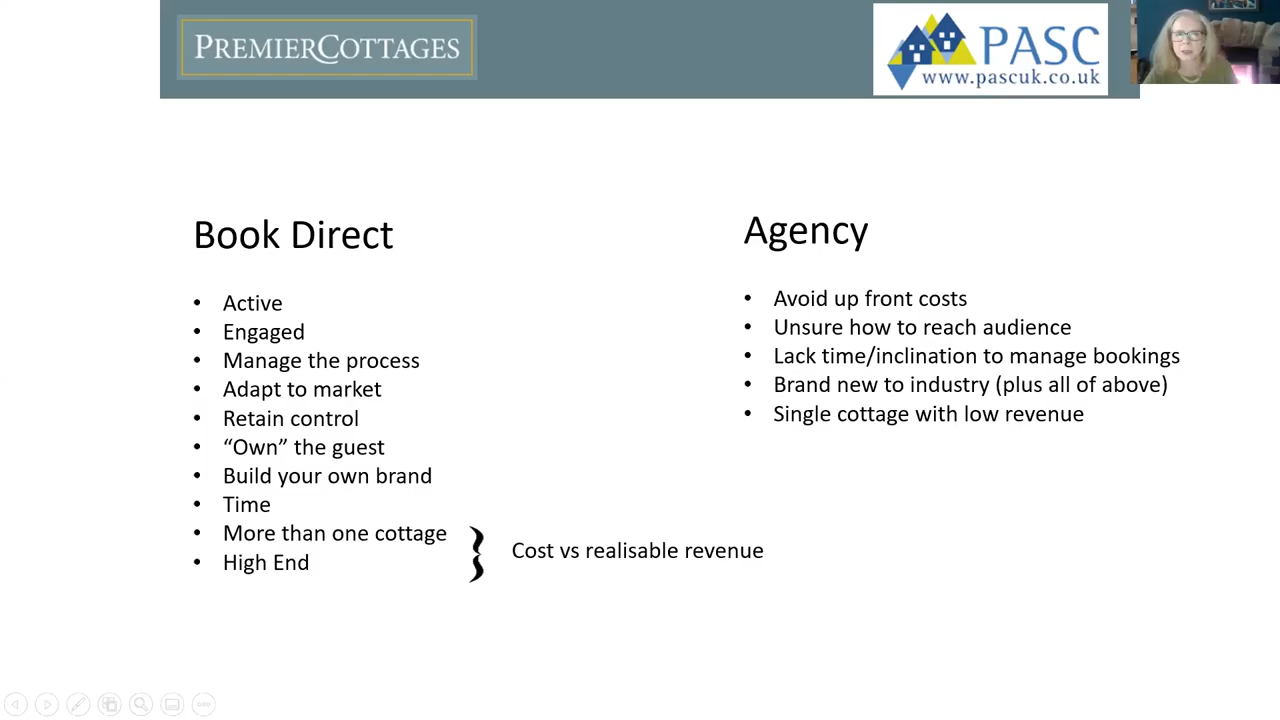 PREMIERCOTTAGES
PASC
www.pascuk.co.uk
Book Direct
• Active
• Engaged
• Manage the process
• Adapt to market
• Retain control
• “Own” the guest
• Build your own brand
• Time
• More than one cottage
• High End
Cost vs realisable revenue
Agency
• Avoid up front costs
• Unsure how to reach audience
• Lack time/inclination to manage bookings
• Brand new to industry (plus all of above)
• Single cottage with low revenue